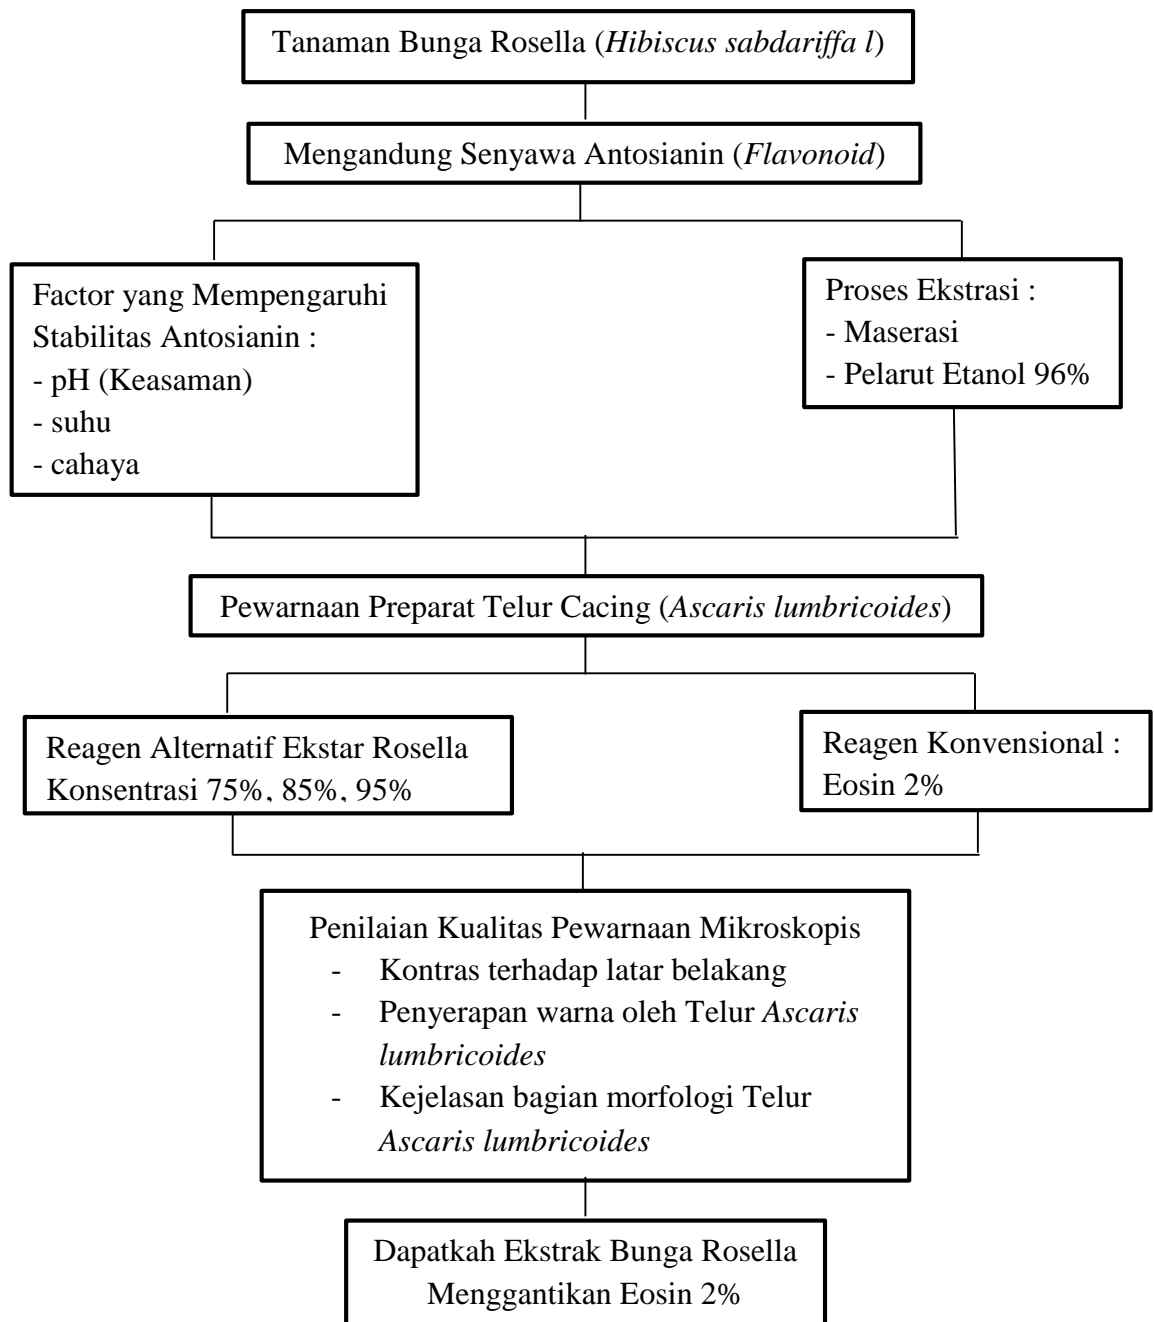 Tanaman Bunga Rosella (Hibiscus sabdariffa l)
Mengandung Senyawa Antosianin (Flavonoid)
Factor yang Mempengaruhi
Stabilitas Antosianin :
- pH (Keasaman)
- suhu
- cahaya
Proses Ekstrasi :
- Maserasi
- Pelarut Etanol 96%
Pewarnaan Preparat Telur Cacing (Ascaris lumbricoides)
Reagen Alternatif Ekstar Rosella
Konsentrasi 75%, 85%, 95%
Reagen Konvensional :
Eosin 2%
Penilaian Kualitas Pewarnaan Mikroskopis
- Kontras terhadap latar belakang
- Penyerapan warna oleh Telur Ascaris
lumbricoides
- Kejelasan bagian morfologi Telur
Ascaris lumbricoides
Dapatkah Ekstrak Bunga Rosella
Menggantikan Eosin 2%